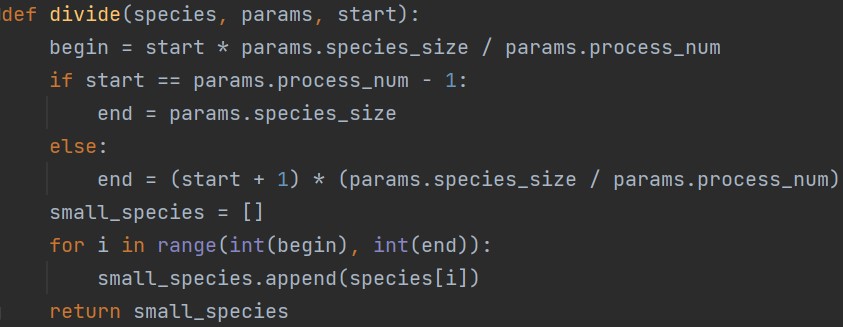 def divide(species, params, start):
    begin = start * params.species_size / params.process_num
    if start == params.process_num - 1:
        end = params.species_size
    else:
        end = (start + 1) * (params.species_size / params.process_num)
    small_species = []
    for i in range(int(begin), int(end)):
        small_species.append(species[i])
    return small_species